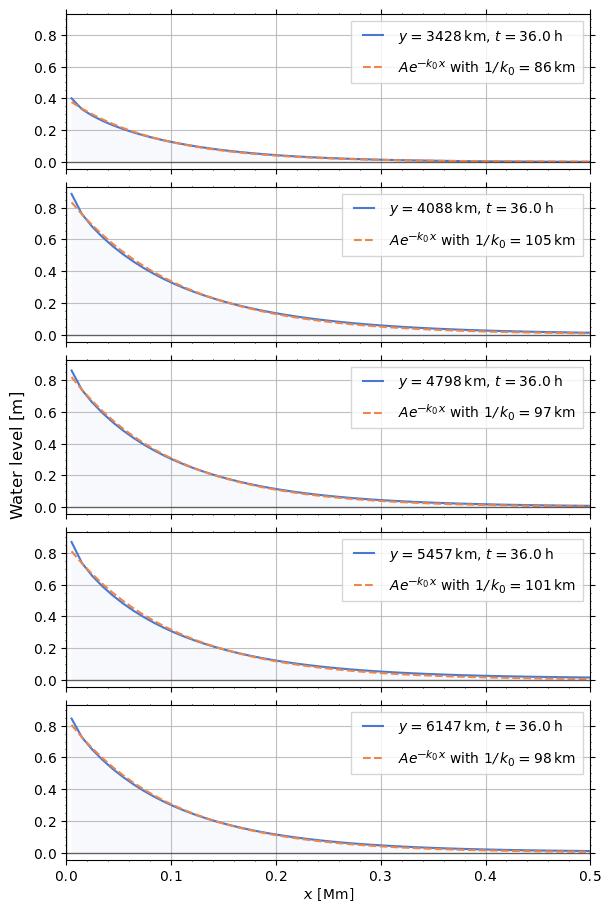 0.8
0.6
0.4
0.2
0.0
y = 3428 km, t = 36.0 h
Ae^{-k_0 x} with 1/k_0 = 86 km
0.8
0.6
0.4
0.2
0.0
y = 4088 km, t = 36.0 h
Ae^{-k_0 x} with 1/k_0 = 105 km
Water level [m]
0.8
0.6
0.4
0.2
0.0
y = 4798 km, t = 36.0 h
Ae^{-k_0 x} with 1/k_0 = 97 km
0.8
0.6
0.4
0.2
0.0
y = 5457 km, t = 36.0 h
Ae^{-k_0 x} with 1/k_0 = 101 km
0.8
0.6
0.4
0.2
0.0
y = 6147 km, t = 36.0 h
Ae^{-k_0 x} with 1/k_0 = 98 km
0.0 0.1 0.2 0.3 0.4 0.5
x [Mm]